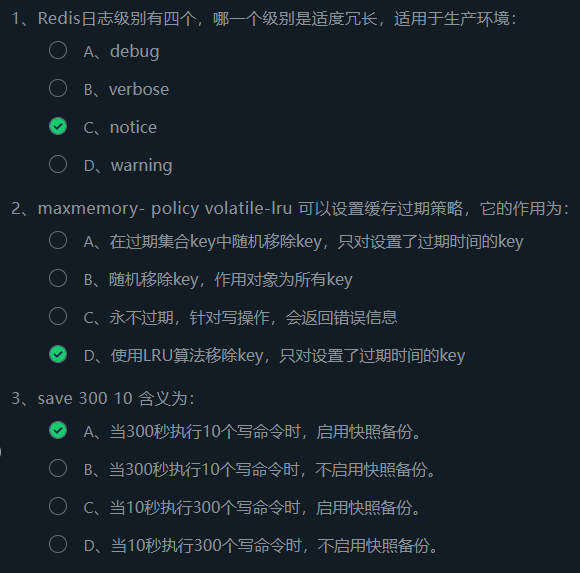 1、Redis日志级别有四个，哪一个级别是适度冗长，适用于生产环境：
A、debug
B、verbose
C、notice
D、warning
2、maxmemory- policy volatile-lru 可以设置缓存过期策略，它的作用为：
A、在过期集合key中随机移除key，只对设置了过期时间的key
B、随机移除key，作用对象为所有key
C、永不过期，针对写操作，会返回错误信息
D、使用LRU算法移除key，只对设置了过期时间的key
3、save 300 10 含义为：
A、当300秒执行10个写命令时，启用快照备份。
B、当300秒执行10个写命令时，不启用快照备份。
C、当10秒执行300个写命令时，启用快照备份。
D、当10秒执行300个写命令时，不启用快照备份。